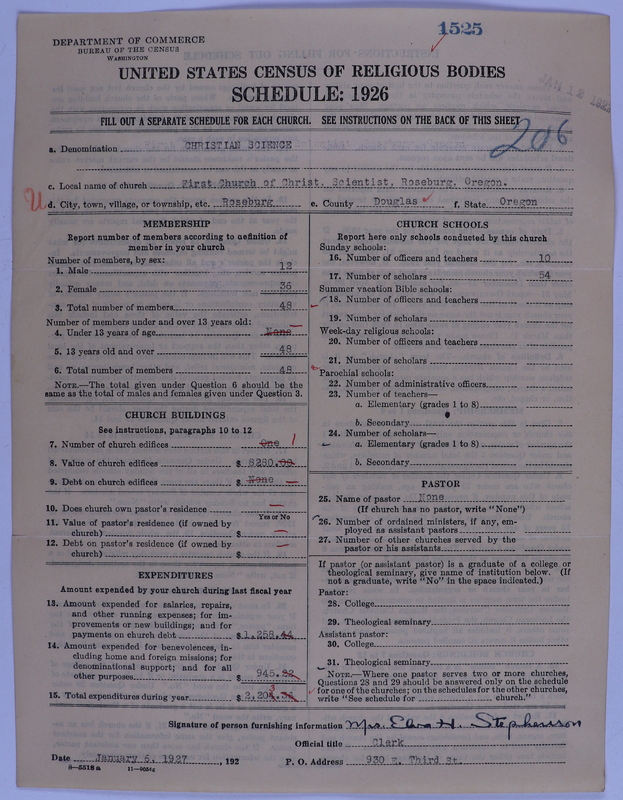 1525
DEPARTMENT OF COMMERCE
BUREAU OF THE CENSUS
WASHINGTON
UNITED STATES CENSUS OF RELIGIOUS BODIES
SCHEDULE: 1926
FILL OUT A SEPARATE SCHEDULE FOR EACH CHURCH. SEE INSTRUCTIONS ON THE BACK OF THIS SHEET
206
a. Denomination CHRISTIAN SCIENCE
c. Local name of church First Church of Christ, Scientist, Roseburg, Oregon.
d. City, town, village, or township, etc. Roseburg e. County Douglas f. State Oregon
MEMBERSHIP
Report number of members according to definition of
member in your church
Number of members, by sex:
1. Male 12
2. Female 36
3. Total number of members 48
Number of members under and over 13 years old:
4. Under 13 years of age None
5. 13 years old and over 48
6. Total number of members 48
NOTE.—The total given under Question 6 should be the
same as the total of males and females given under Question 3.
CHURCH BUILDINGS
See instructions, paragraphs 10 to 12
7. Number of church edifices One 1
8. Value of church edifices $ 8280.00
9. Debt on church edifices $ None —
10. Does church own pastor's residence —
Yes or No
11. Value of pastor's residence (if owned by
church) $ —
12. Debt on pastor's residence (if owned by
church) $ —
EXPENDITURES
Amount expended by your church during last fiscal year
13. Amount expended for salaries, repairs,
and other running expenses; for im-
provements or new buildings; and for
payments on church debt $ 1,258.44
14. Amount expended for benevolences, in-
cluding home and foreign missions; for
denominational support; and for all
other purposes $ 945.
15. Total expenditures during year $
CHURCH SCHOOLS
Report here only schools conducted by this church
Sunday schools:
16. Number of officers and teachers 10
17. Number of scholars 54
Summer vacation Bible schools:
18. Number of officers and teachers
19. Number of scholars
Week-day religious schools:
20. Number of officers and teachers
21. Number of scholars
Parochial schools:
22. Number of administrative officers
23. Number of teachers—
a. Elementary (grades 1 to 8)
b. Secondary
24. Number of scholars—
a. Elementary (grades 1 to 8)
b. Secondary
PASTOR
25. Name of pastor None
(If church has no pastor, write "None")
26. Number of ordained ministers, if any, em-
ployed as assistant pastors
27. Number of other churches served by the
pastor or his assistants
If pastor (or assistant pastor) is a graduate of a college or
theological seminary, give name of institution below. (If
not a graduate, write "No" in the space indicated.)
Pastor:
28. College
29. Theological seminary
Assistant pastor:
30. College
31. Theological seminary
NOTE.—Where one pastor serves two or more churches,
Questions 28 and 29 should be answered only on the schedule
for one of the churches; on the schedules for the other churches,
write "See schedule for church."
Signature of person furnishing information Mrs. Elva H. Stephenson
Official title Clerk
Date January 6, 1927, 192 P. O. Address 930 E. Third St.
8—5518a 11—9054